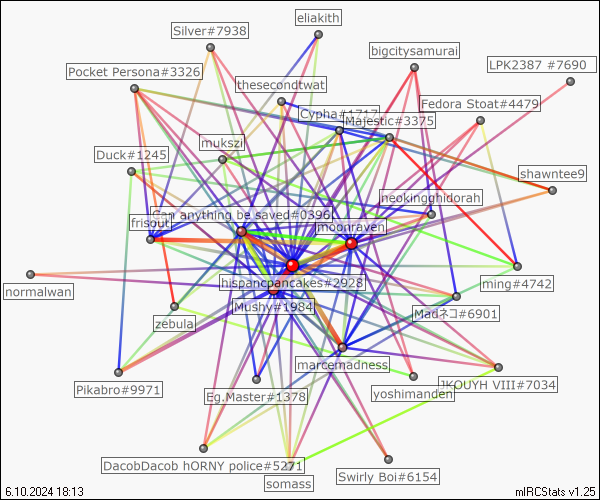 eliakith
Silver#7938
bigcitysamurai
LPK2387 #7690
Pocket Persona#3326
thesecondtwat
Fedora Stoat#4479
Cypha#1717
Majestic#3375
mukszi
Duck#1245
shawntee9
neokingghidorah
Can anything be saved#0396
frisout
moonraven
hispancpancakes#2928
ming#4742
normalwan
Mushy#1984
Madネコ#6901
zebula
marcemadness
Pikabro#9971
Eg.Master#1378
yoshimanden
JKOUYH VIII#7034
DacobDacob hORNY police#5271
Swirly Boi#6154
somass
6.10.2024 18:13
mIRCStats v1.25